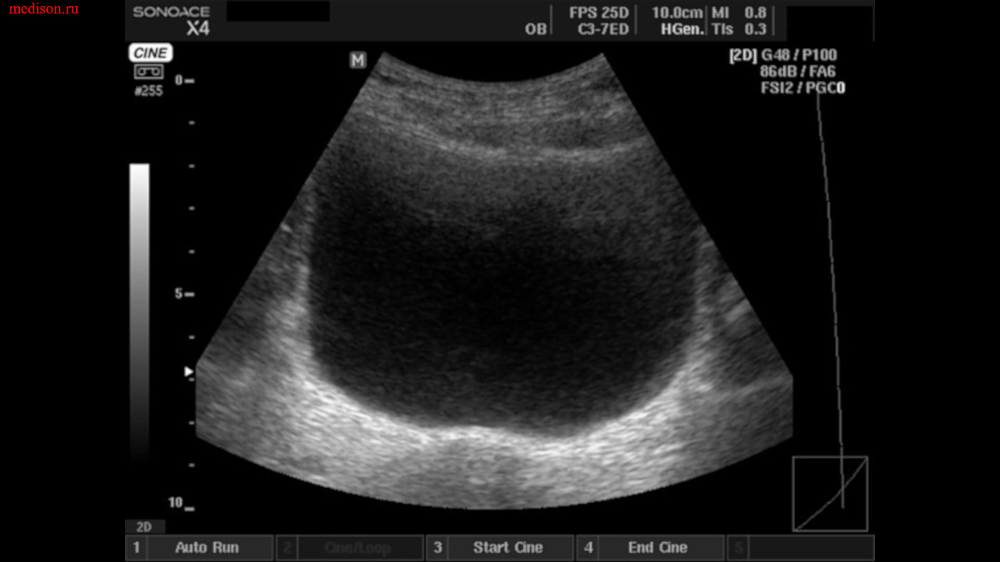 medison.ru
SONOACE
X4
OB
FPS 25D
C3-7ED
10.0cm
HGen.
MI 0.8
TIs 0.3
CINE
#255
M
[2D] G48 / P100
86dB / FA6
FSI2 / PGC0
0
5
10
2D
1 Auto Run
2 Cine/Loop
3 Start Cine
4 End Cine
5